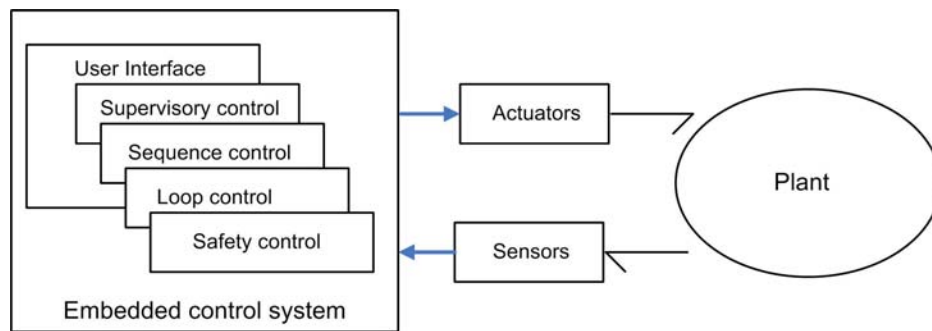 User Interface
Supervisory control
Sequence control
Loop control
Safety control
Embedded control system
Actuators
Sensors
Plant